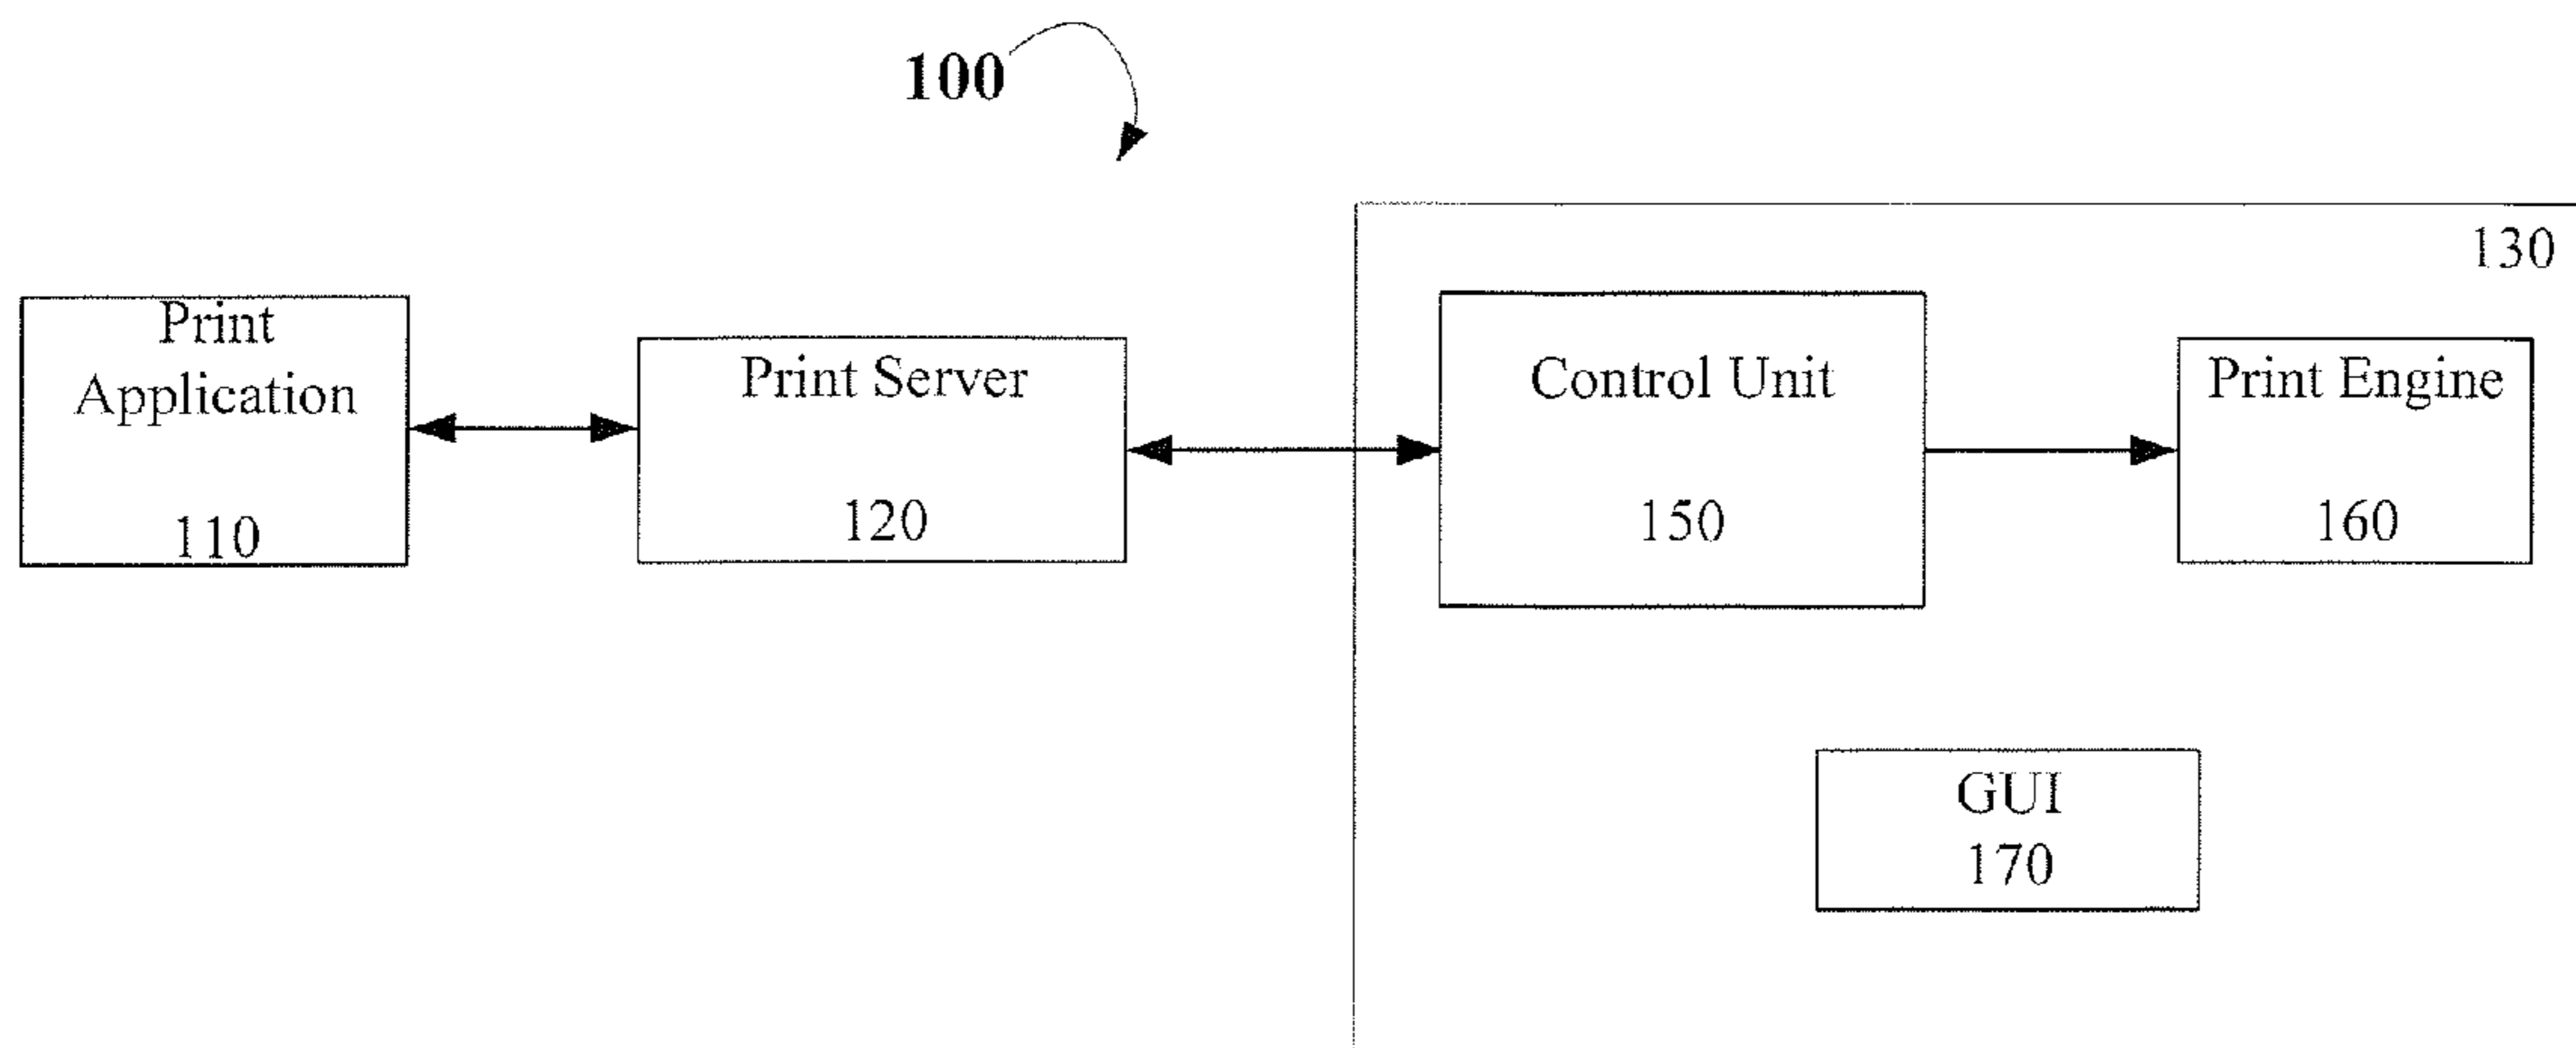 100
130
Print
Application
110
Print Server
120
Control Unit
150
Print Engine
160
GUI
170